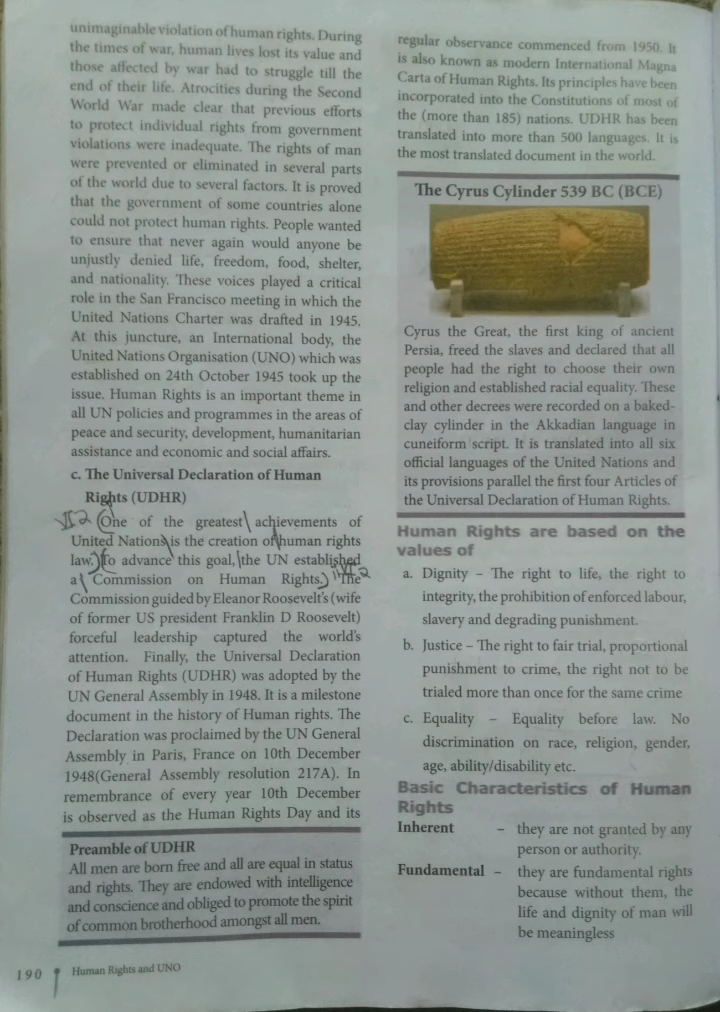 unimaginable violation of human rights. During
the times of war, human lives lost its value and
those affected by war had to struggle till the
end of their life. Atrocities during the Second
World War made clear that previous efforts
to protect individual rights from government
violations were inadequate. The rights of man
were prevented or eliminated in several parts
of the world due to several factors. It is proved
that the government of some countries alone
could not protect human rights. People wanted
to ensure that never again would anyone be
unjustly denied life, freedom, food, shelter,
and nationality. These voices played a critical
role in the San Francisco meeting in which the
United Nations Charter was drafted in 1945.
At this juncture, an International body, the
United Nations Organisation (UNO) which was
established on 24th October 1945 took up the
issue. Human Rights is an important theme in
all UN policies and programmes in the areas of
peace and security, development, humanitarian
assistance and economic and social affairs.
c. The Universal Declaration of Human
Rights (UDHR)
One of the greatest achievements of
United Nations is the creation of human rights
law. To advance this goal, the UN established
a Commission on Human Rights. The
Commission guided by Eleanor Roosevelt's (wife
of former US president Franklin D Roosevelt)
forceful leadership captured the world's
attention. Finally, the Universal Declaration
of Human Rights (UDHR) was adopted by the
UN General Assembly in 1948. It is a milestone
document in the history of Human rights. The
Declaration was proclaimed by the UN General
Assembly in Paris, France on 10th December
1948(General Assembly resolution 217A). In
remembrance of every year 10th December
is observed as the Human Rights Day and its
Preamble of UDHR
All men are born free and all are equal in status
and rights. They are endowed with intelligence
and conscience and obliged to promote the spirit
of common brotherhood amongst all men.
190
Human Rights and UNO
regular observance commenced from 1950. It
is also known as modern International Magna
Carta of Human Rights. Its principles have been
incorporated into the Constitutions of most of
the (more than 185) nations. UDHR has been
translated into more than 500 languages. It is
the most translated document in the world.
The Cyrus Cylinder 539 BC (BCE)
Cyrus the Great, the first king of ancient
Persia, freed the slaves and declared that all
people had the right to choose their own
religion and established racial equality. These
and other decrees were recorded on a baked-
clay cylinder in the Akkadian language in
cuneiform script. It is translated into all six
official languages of the United Nations and
its provisions parallel the first four Articles of
the Universal Declaration of Human Rights.
Human Rights are based on the
values of
a. Dignity – The right to life, the right to
integrity, the prohibition of enforced labour,
slavery and degrading punishment.
b. Justice – The right to fair trial, proportional
punishment to crime, the right not to be
trialed more than once for the same crime
c. Equality – Equality before law. No
discrimination on race, religion, gender,
age, ability/disability etc.
Basic Characteristics of Human
Rights
Inherent – they are not granted by any
person or authority.
Fundamental – they are fundamental rights
because without them, the
life and dignity of man will
be meaningless